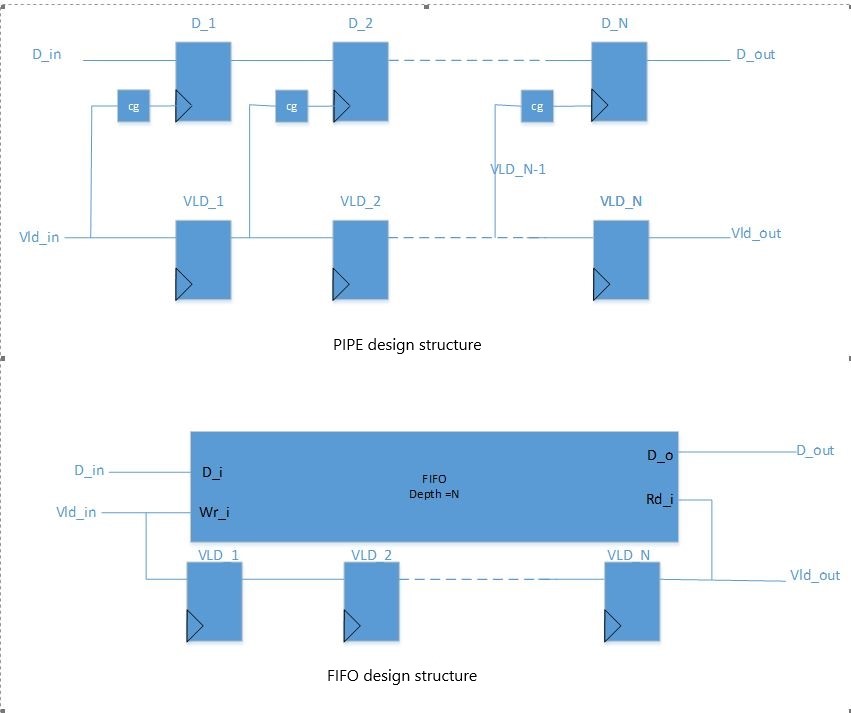 D_1 D_2 D_N
D_in D_out
cg cg cg
VLD_N-1
VLD_1 VLD_2 VLD_N
Vld_in Vld_out
PIPE design structure
D_in D_i D_o D_out
FIFO
Depth =N
Vld_in Wr_i Rd_i
VLD_1 VLD_2 VLD_N
Vld_out
FIFO design structure